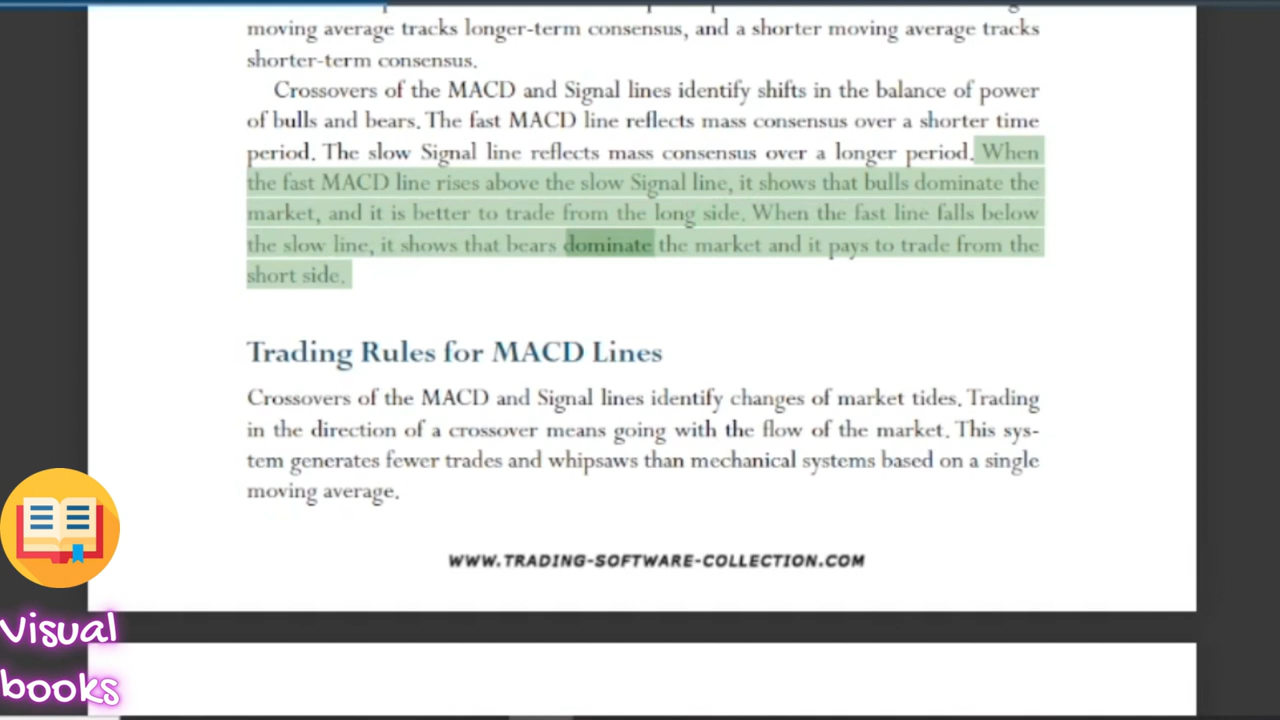 moving average tracks longer-term consensus, and a shorter moving average tracks
shorter-term consensus.
Crossovers of the MACD and Signal lines identify shifts in the balance of power
of bulls and bears. The fast MACD line reflects mass consensus over a shorter time
period. The slow Signal line reflects mass consensus over a longer period. When
the fast MACD line rises above the slow Signal line, it shows that bulls dominate the
market, and it is better to trade from the long side. When the fast line falls below
the slow line, it shows that bears dominate the market and it pays to trade from the
short side.
Trading Rules for MACD Lines
Crossovers of the MACD and Signal lines identify changes of market tides. Trading
in the direction of a crossover means going with the flow of the market. This sys-
tem generates fewer trades and whipsaws than mechanical systems based on a single
moving average.
WWW.TRADING-SOFTWARE-COLLECTION.COM
Visual
books